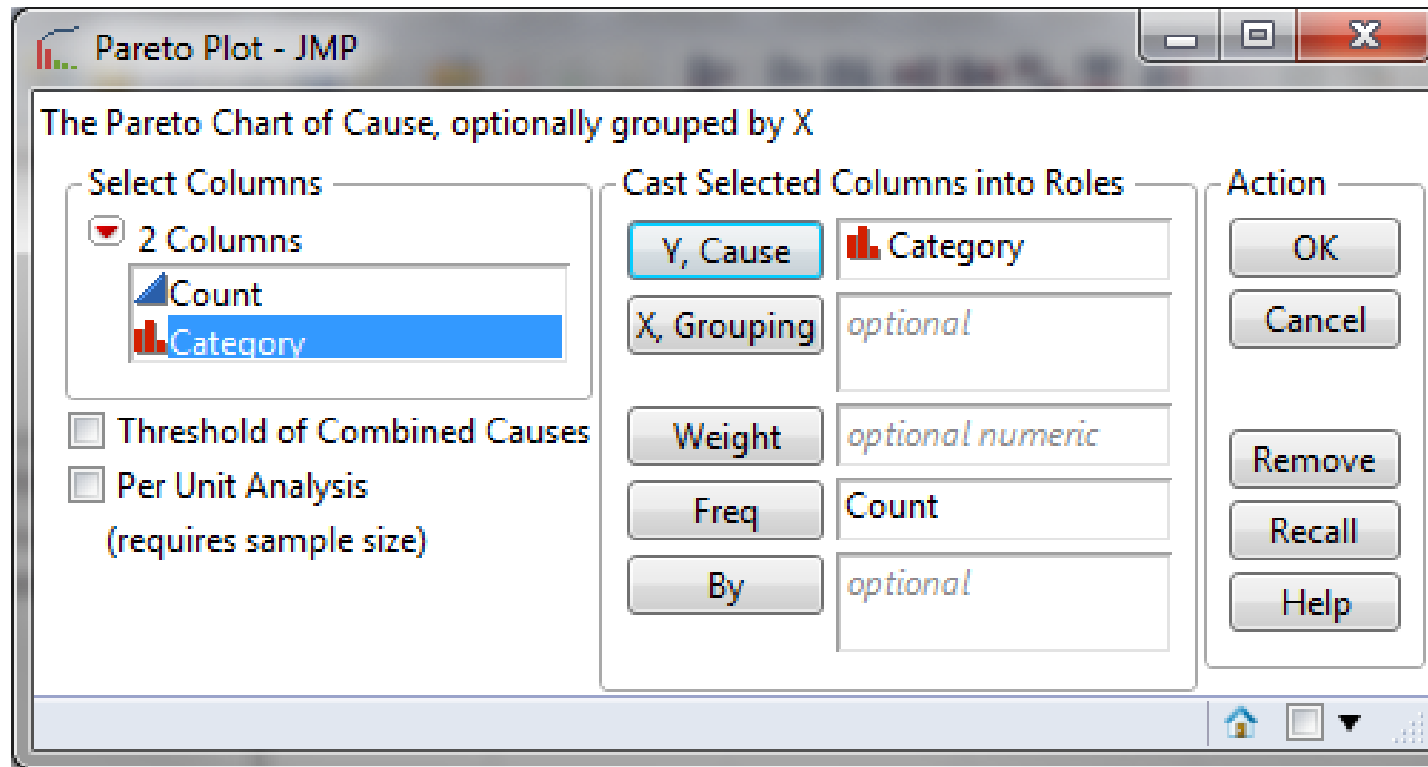 Pareto Plot - JMP
The Pareto Chart of Cause, optionally grouped by X
Select Columns
2 Columns
Count
Category
Threshold of Combined Causes
Per Unit Analysis
(requires sample size)
Cast Selected Columns into Roles
Y, Cause
Category
X, Grouping
optional
Weight
optional numeric
Freq
Count
By
optional
Action
OK
Cancel
Remove
Recall
Help